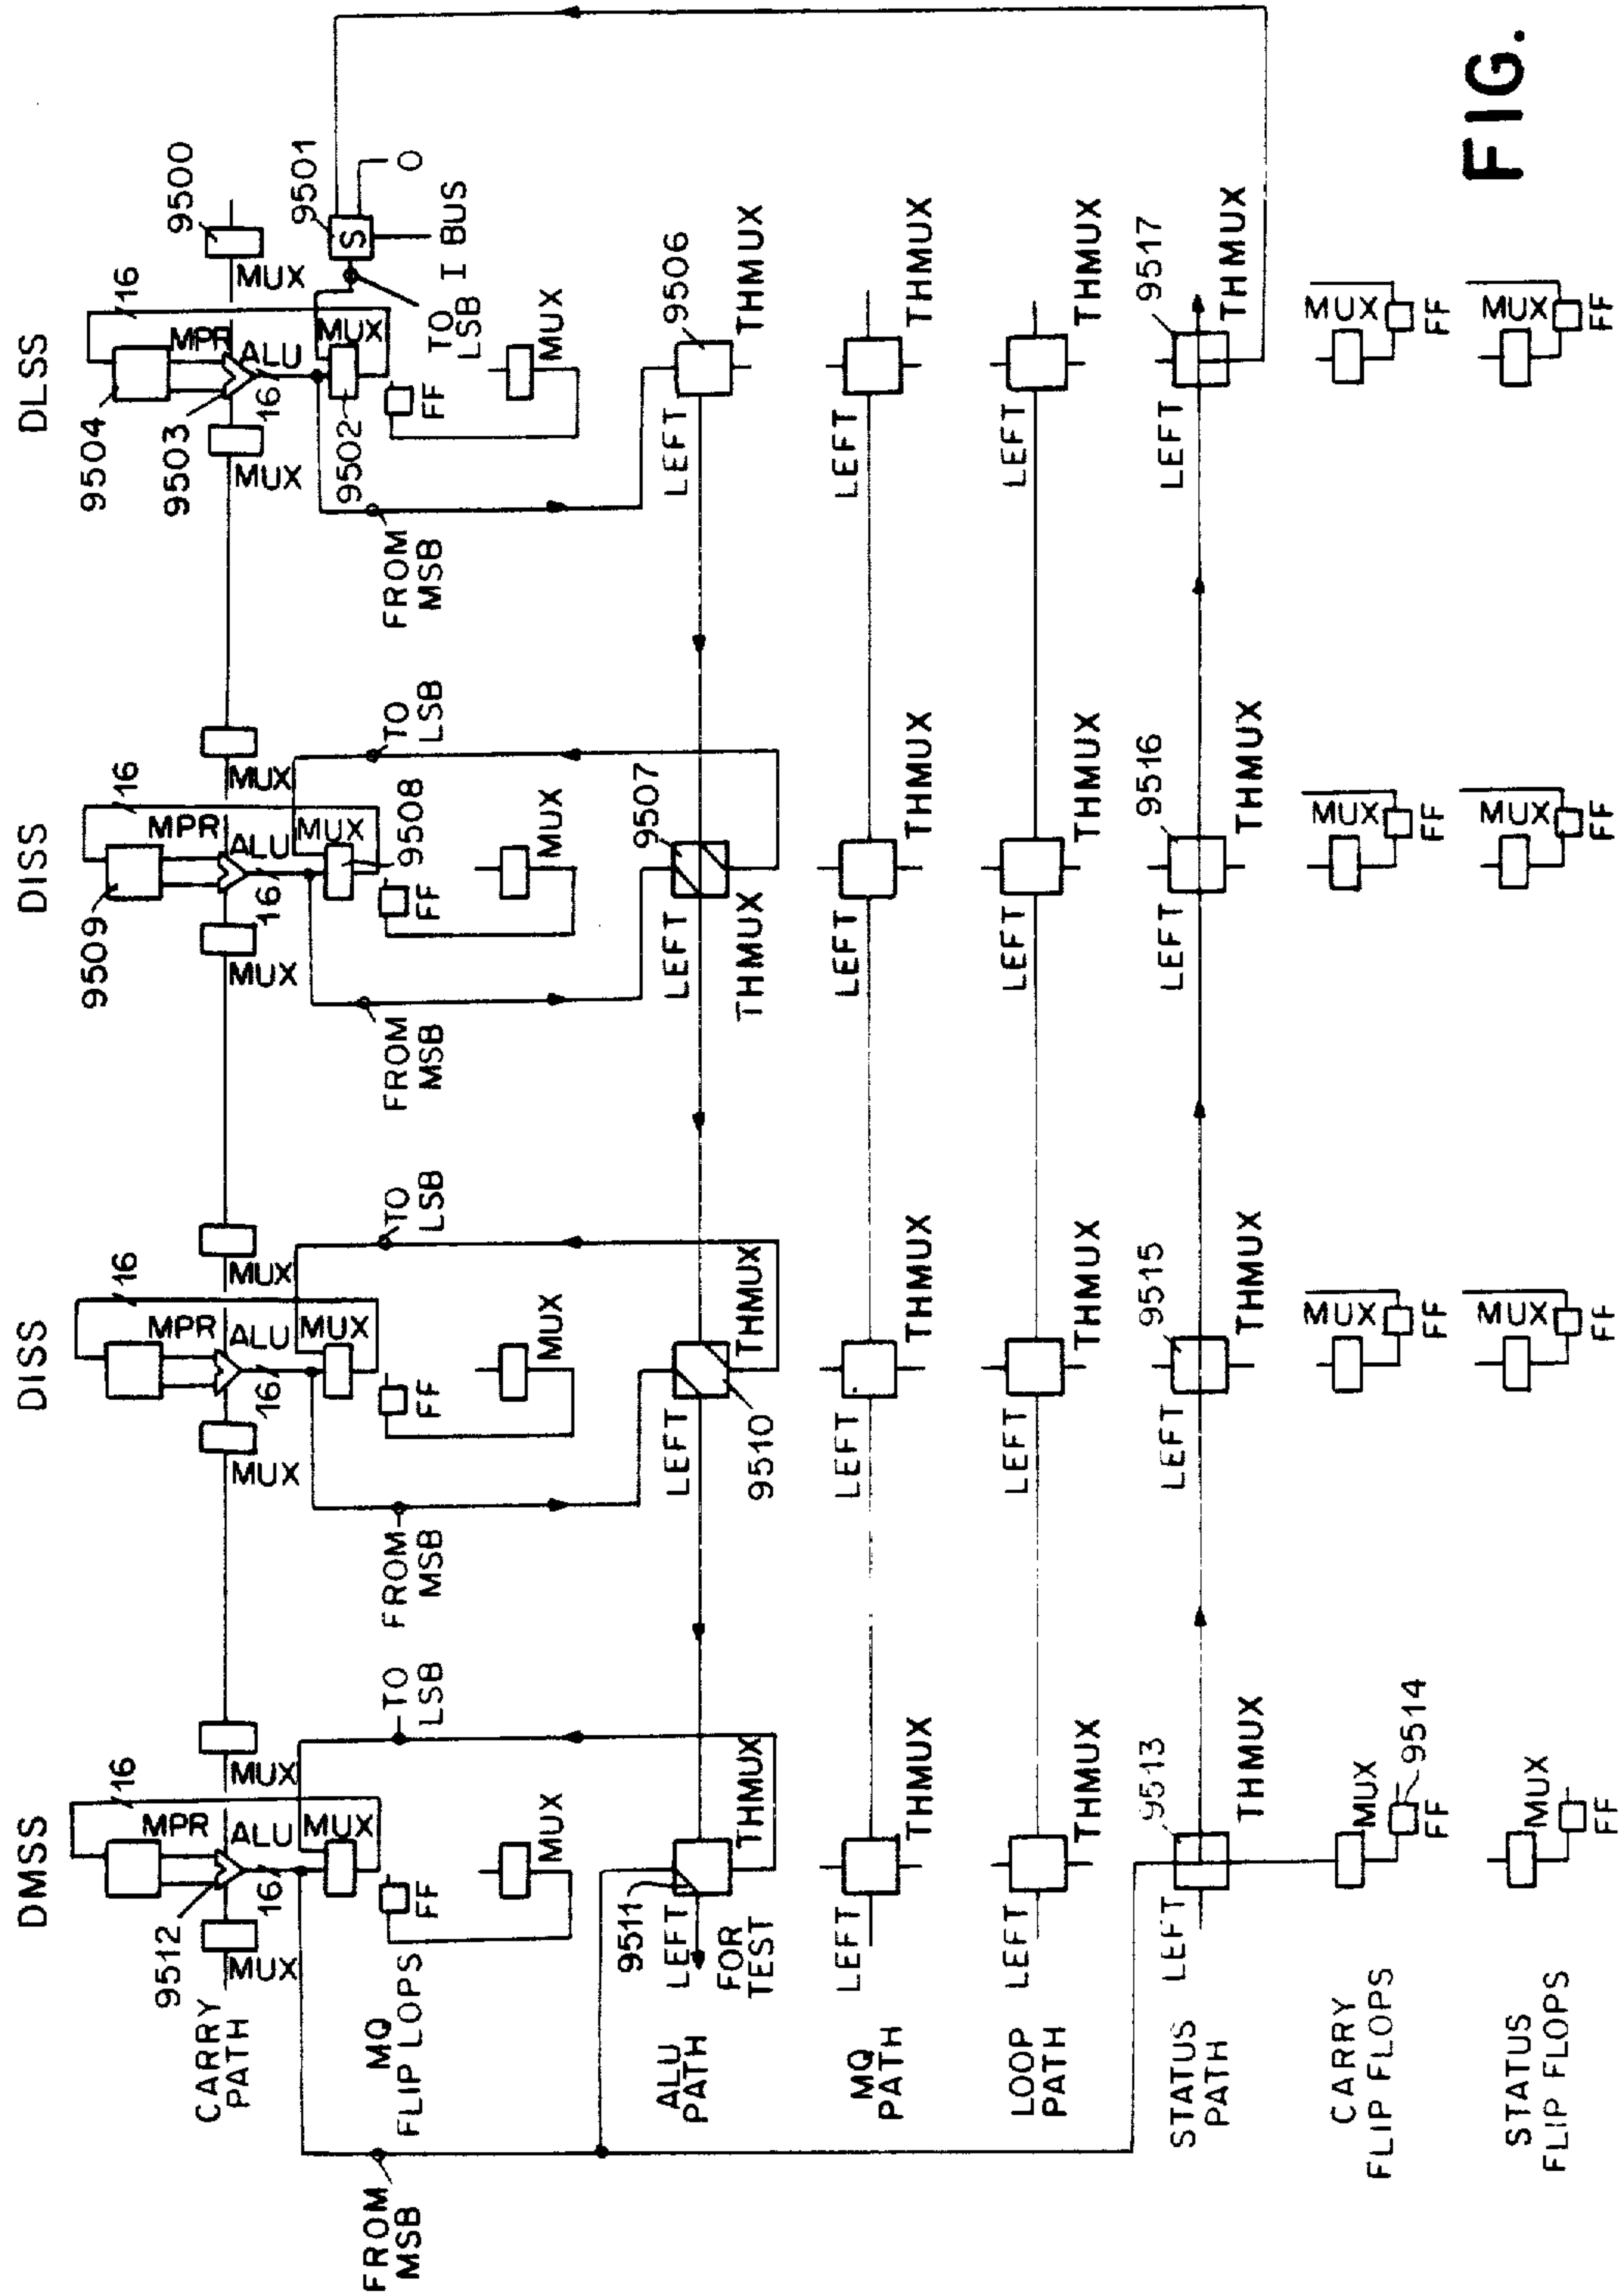 DMSS
DISS
DISS
DLSS
9509
9504
16
16
16
16
9512
MPR
MPR
MPR
9503
MPR
9500
CARRY
PATH
MUX
16
ALU
MUX
MUX
16
ALU
MUX
MUX
16
ALU
MUX
MUX
16
ALU
MUX
MUX
MUX
MUX
MUX
9501
S
O
9502
9508
FROM
MSB
MQ
FLIP FLOPS
FF
TO
LSB
FROM
MSB
FF
TO
LSB
FROM
MSB
FF
TO
LSB
FROM
MSB
FF
TO
LSB
I BUS
MUX
MUX
MUX
MUX
9511
9507
9506
ALU
PATH
LEFT
FOR
TEST
THMUX
LEFT
9510
THMUX
LEFT
THMUX
LEFT
THMUX
MQ
PATH
LEFT
THMUX
LEFT
THMUX
LEFT
THMUX
LEFT
THMUX
LOOP
PATH
LEFT
THMUX
LEFT
THMUX
LEFT
THMUX
LEFT
THMUX
9513
9515
9516
9517
STATUS
PATH
LEFT
THMUX
LEFT
THMUX
LEFT
THMUX
LEFT
THMUX
CARRY
FLIP FLOPS
MUX
9514
FF
MUX
FF
MUX
FF
MUX
FF
STATUS
FLIP FLOPS
MUX
FF
MUX
FF
MUX
FF
MUX
FF
FIG.